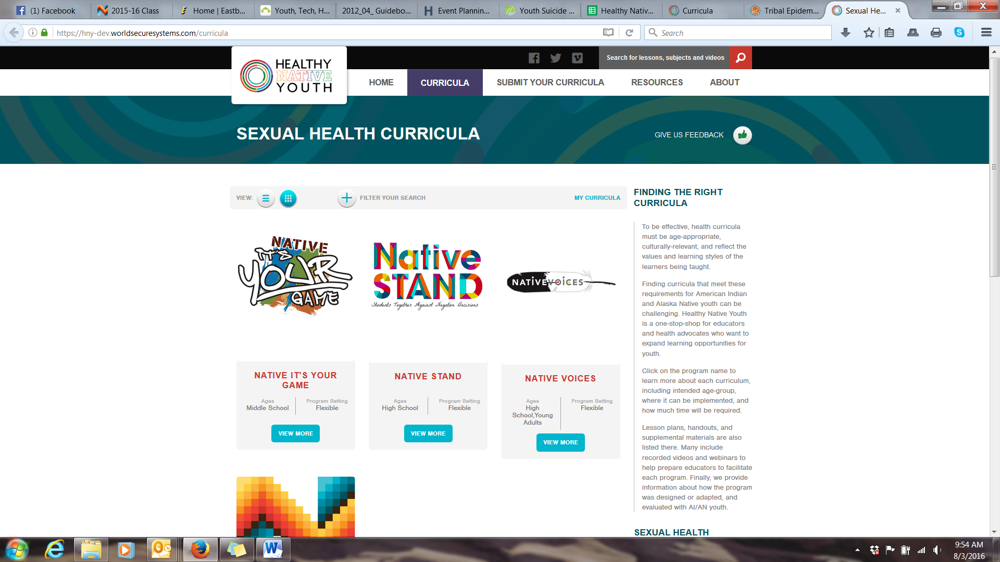 (1) Facebook
2015-16 Class
Home | Eastb...
Youth, Tech, H...
2012_04_ Guidebo...
Event Plannin...
Youth Suicide ...
Healthy Nativ...
Curricula
Tribal Epidem...
Sexual He...
https://hny-dev.worldsecuresystems.com/curricula
Search
HEALTHY
NATIVE
YOUTH
Search for lessons, subjects and videos
HOME
CURRICULA
SUBMIT YOUR CURRICULA
RESOURCES
ABOUT
SEXUAL HEALTH CURRICULA
GIVE US FEEDBACK
VIEW:
FILTER YOUR SEARCH
MY CURRICULA
NATIVE
IT'S
YOUR
GAME
Native
STAND
Students Together Against Negative Decisions
NATIVEVOICES
NATIVE IT'S YOUR
GAME
Ages
Middle School
Program Setting
Flexible
VIEW MORE
NATIVE STAND
Ages
High School
Program Setting
Flexible
VIEW MORE
NATIVE VOICES
Ages
High
School,Young
Adults
Program Setting
Flexible
VIEW MORE
FINDING THE RIGHT
CURRICULA
To be effective, health curricula
must be age-appropriate,
culturally-relevant, and reflect the
values and learning styles of the
learners being taught.
Finding curricula that meet these
requirements for American Indian
and Alaska Native youth can be
challenging. Healthy Native Youth
is a one-stop-shop for educators
and health advocates who want to
expand learning opportunities for
youth.
Click on the program name to
learn more about each curriculum,
including intended age-group,
where it can be implemented, and
how much time will be required.
Lesson plans, handouts, and
supplemental materials are also
listed there. Many include
recorded videos and webinars to
help prepare educators to facilitate
each program. Finally, we provide
information about how the program
was designed or adapted, and
evaluated with AI/AN youth.
SEXUAL HEALTH
9:54 AM
8/3/2016